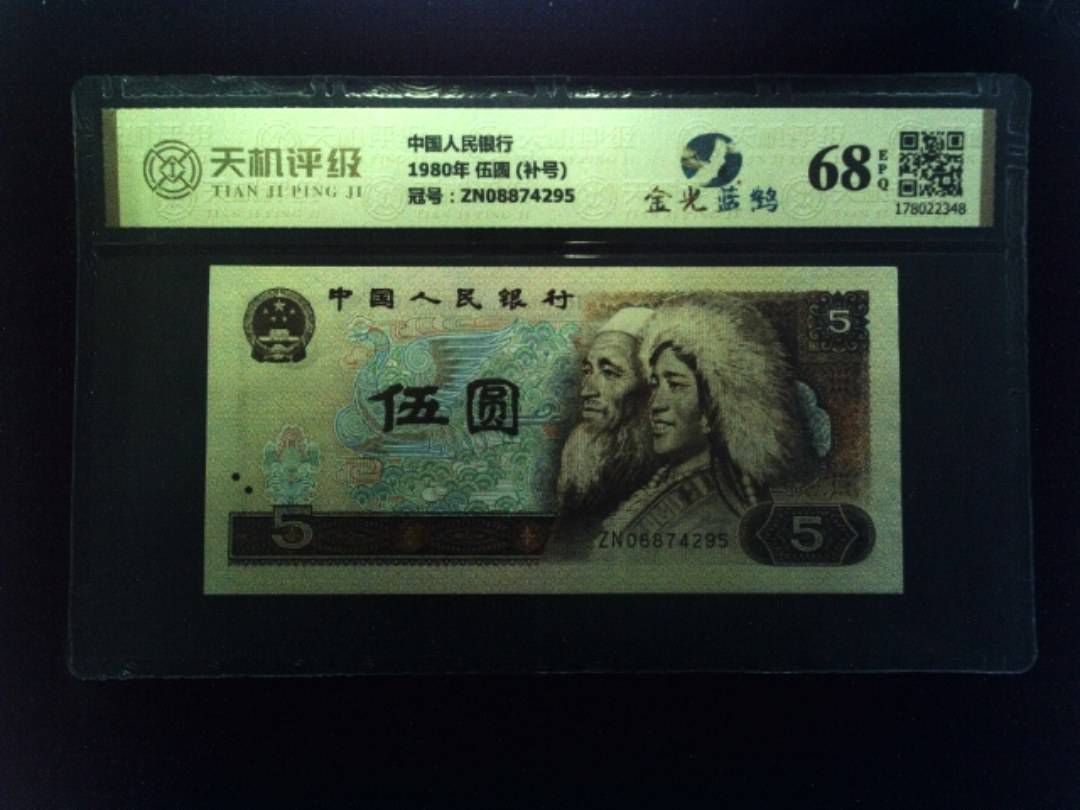 天机评级
TIAN JI PING JI
中国人民银行
1980年 伍圆 (补号)
冠号：ZN08874295
金光蓝鹤
68
EPQ
178022348
中国人民银行
5
伍圆
5
ZN06874295
5